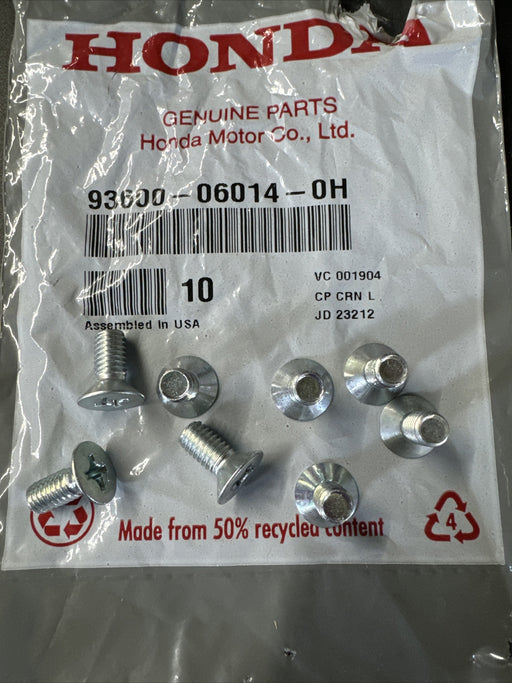 HONDA
GENUINE PARTS
Honda Motor Co., Ltd.
93600-06014-0H
10
VC 001904
CP CRN L
JD 23212
Assembled In USA
Made from 50% recycled content
4